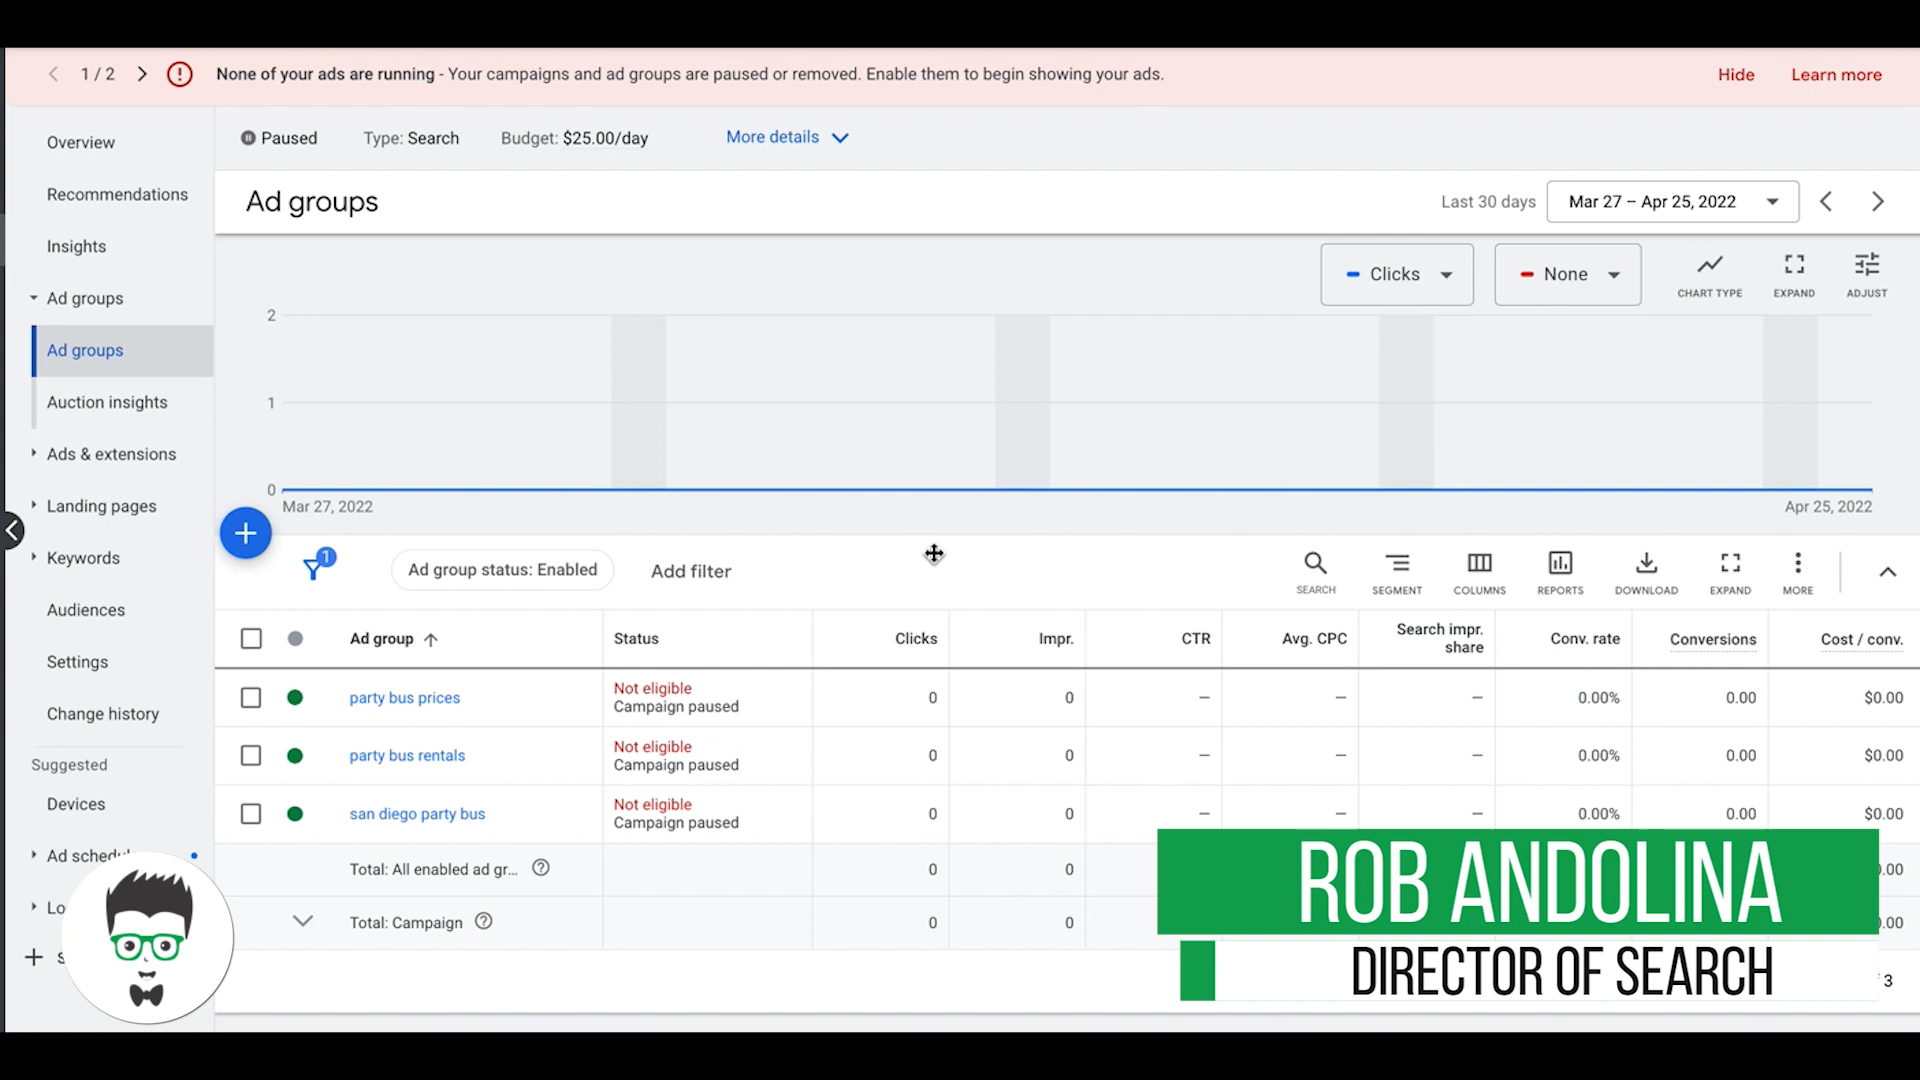 1 / 2
None of your ads are running - Your campaigns and ad groups are paused or removed. Enable them to begin showing your ads.
Hide
Learn more
Overview
Recommendations
Insights
Ad groups
Ad groups
Auction insights
Ads & extensions
Landing pages
Keywords
Audiences
Settings
Change history
Suggested
Devices
Ad schedu
Lo
Paused
Type: Search
Budget: $25.00/day
More details
Ad groups
Last 30 days
Mar 27 – Apr 25, 2022
Clicks
None
CHART TYPE
EXPAND
ADJUST
2
1
0
Mar 27, 2022
Apr 25, 2022
1
Ad group status: Enabled
Add filter
SEARCH
SEGMENT
COLUMNS
REPORTS
DOWNLOAD
EXPAND
MORE
Ad group Status Clicks Impr. CTR Avg. CPC Search impr. share Conv. rate Conversions Cost / conv.
party bus prices Not eligible Campaign paused 0 0 – – – 0.00% 0.00 $0.00
party bus rentals Not eligible Campaign paused 0 0 – – – 0.00% 0.00 $0.00
san diego party bus Not eligible Campaign paused 0 0 – – – 0.00% 0.00 $0.00
Total: All enabled ad gr... 0 0 .00
Total: Campaign 0 0 .00
3
ROB ANDOLINA
DIRECTOR OF SEARCH